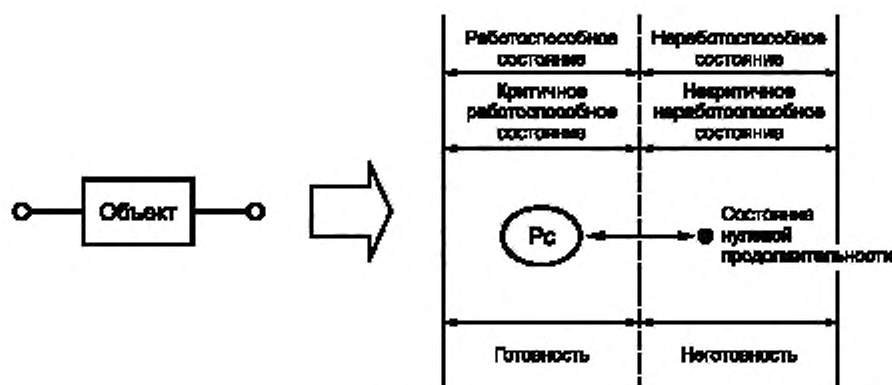 Работоспособное
состояние
Неработоспособное
состояние
Критичное
работоспособное
состояние
Некритичное
неработоспособное
состояние
Объект
Рс
Состояние
нулевой
продолжительности
Готовность
Неготовность